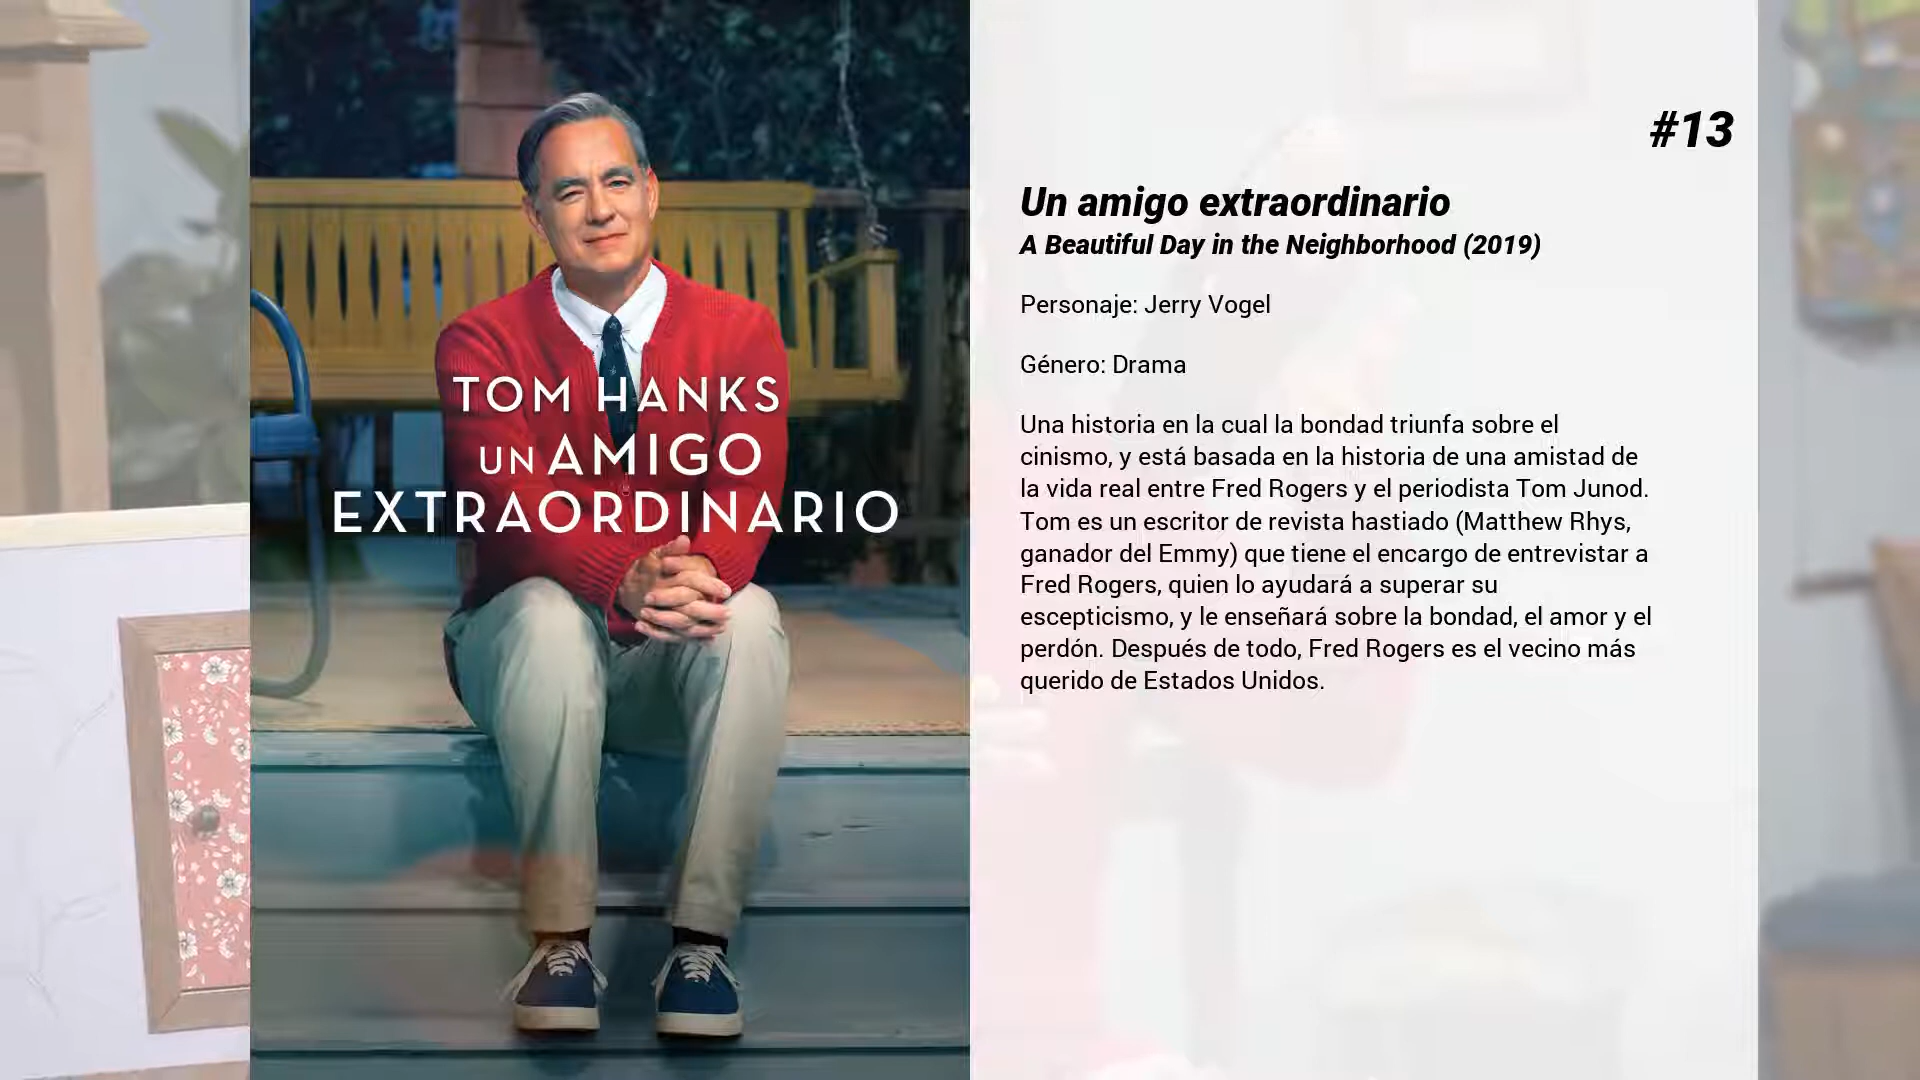 TOM HANKS
UN AMIGO
EXTRAORDINARIO
#13
Un amigo extraordinario
A Beautiful Day in the Neighborhood (2019)
Personaje: Jerry Vogel
Género: Drama
Una historia en la cual la bondad triunfa sobre el
cinismo, y está basada en la historia de una amistad de
la vida real entre Fred Rogers y el periodista Tom Junod.
Tom es un escritor de revista hastiado (Matthew Rhys,
ganador del Emmy) que tiene el encargo de entrevistar a
Fred Rogers, quien lo ayudará a superar su
escepticismo, y le enseñará sobre la bondad, el amor y el
perdón. Después de todo, Fred Rogers es el vecino más
querido de Estados Unidos.